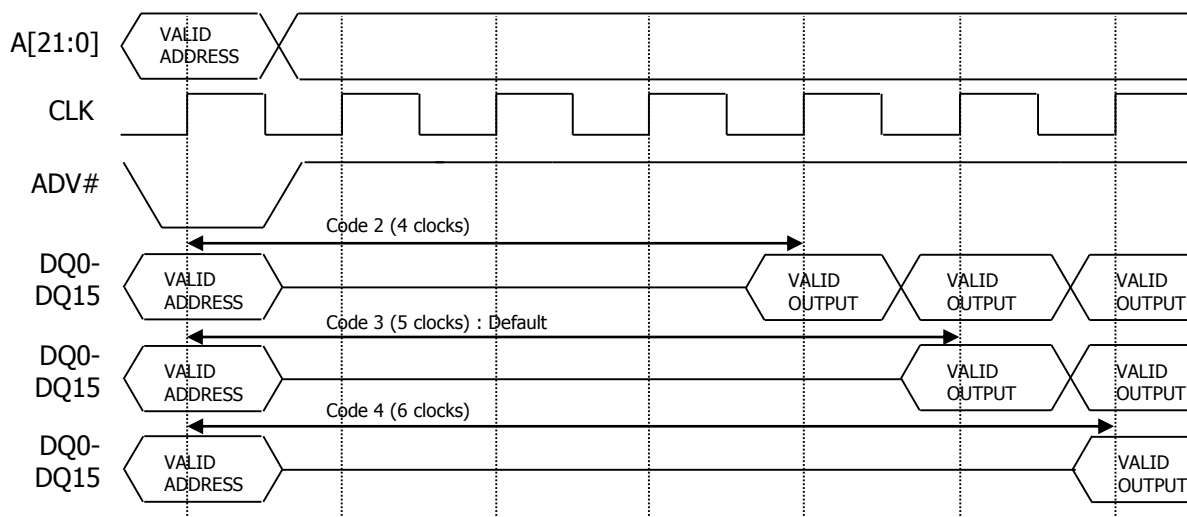 A[21:0]
VALID
ADDRESS
CLK
ADV#
Code 2 (4 clocks)
DQ0-
DQ15
VALID
ADDRESS
VALID
OUTPUT
VALID
OUTPUT
VALID
OUTPUT
Code 3 (5 clocks) : Default
DQ0-
DQ15
VALID
ADDRESS
VALID
OUTPUT
VALID
OUTPUT
Code 4 (6 clocks)
DQ0-
DQ15
VALID
ADDRESS
VALID
OUTPUT